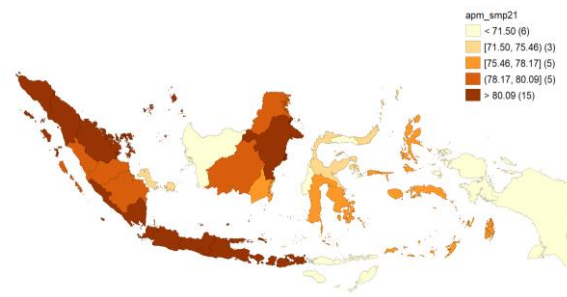 apm_smp21
< 71.50 (6)
[71.50, 75.46) (3)
[75.46, 78.17] (5)
(78.17, 80.09] (5)
> 80.09 (15)